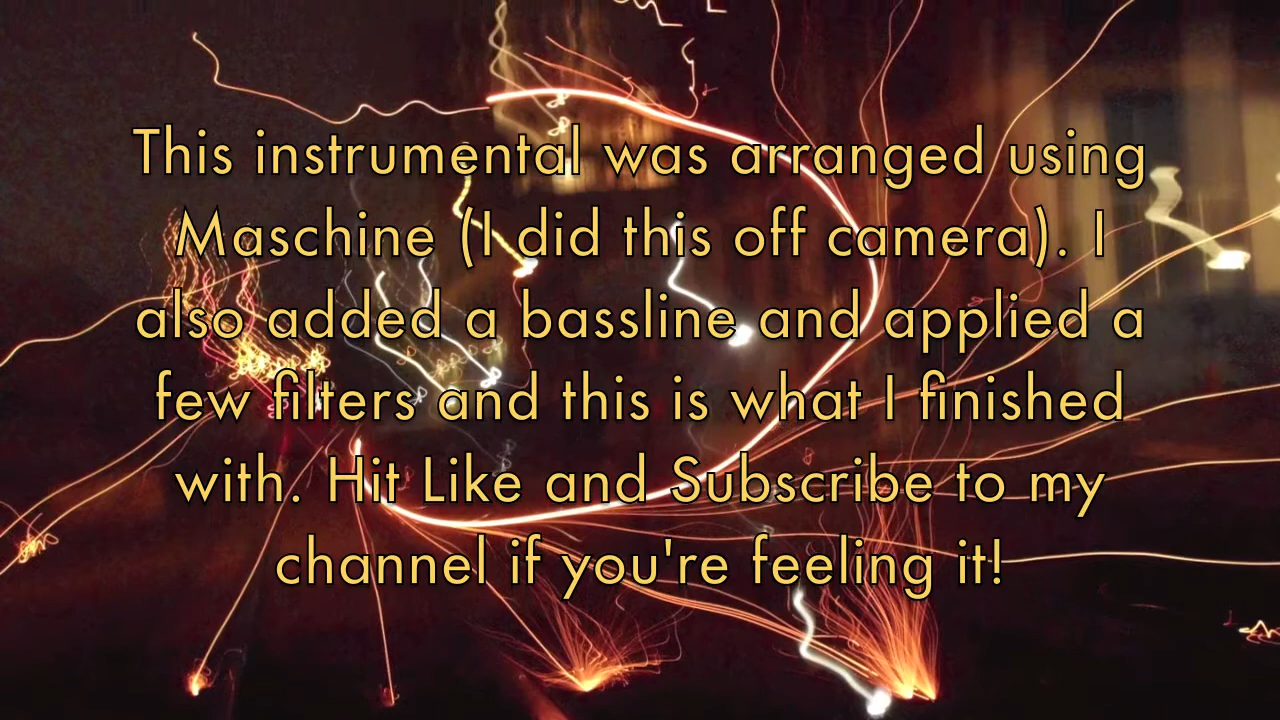 This instrumental was arranged using
Maschine (I did this off camera). I
also added a bassline and applied a
few filters and this is what I finished
with. Hit Like and Subscribe to my
channel if you're feeling it!